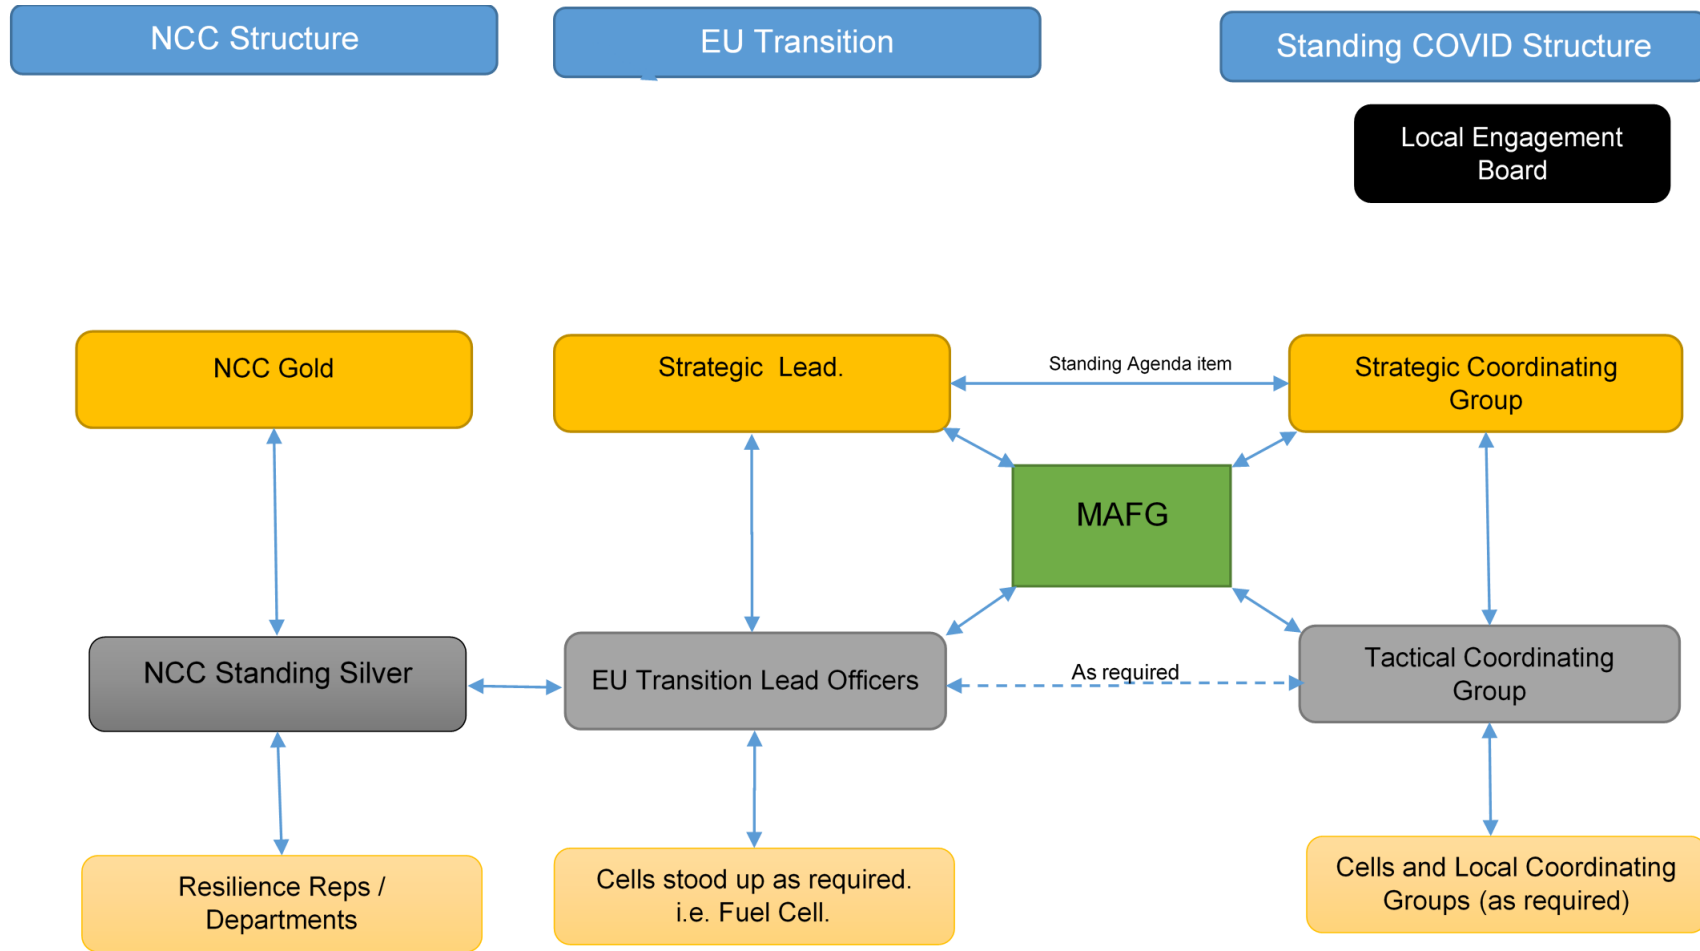 NCC Structure
EU Transition
Standing COVID Structure
Local Engagement
Board
NCC Gold
Strategic Lead.
Standing Agenda item
Strategic Coordinating
Group
MAFG
NCC Standing Silver
EU Transition Lead Officers
As required
Tactical Coordinating
Group
Resilience Reps /
Departments
Cells stood up as required.
i.e. Fuel Cell.
Cells and Local Coordinating
Groups (as required)